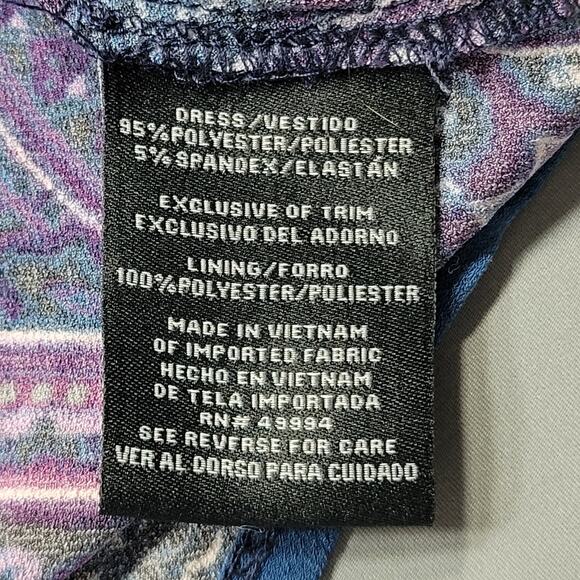 DRESS/VESTIDO
95%POLYESTER/POLIESTER
5%SPANDEX/ELASTÁN
EXCLUSIVE OF TRIM
EXCLUSIVO DEL ADORNO
LINING/FORRO
100%POLYESTER/POLIESTER
MADE IN VIETNAM
OF IMPORTED FABRIC
HECHO EN VIETNAM
DE TELA IMPORTADA
RN# 49994
SEE REVERSE FOR CARE
VER AL DORSO PARA CUIDADO